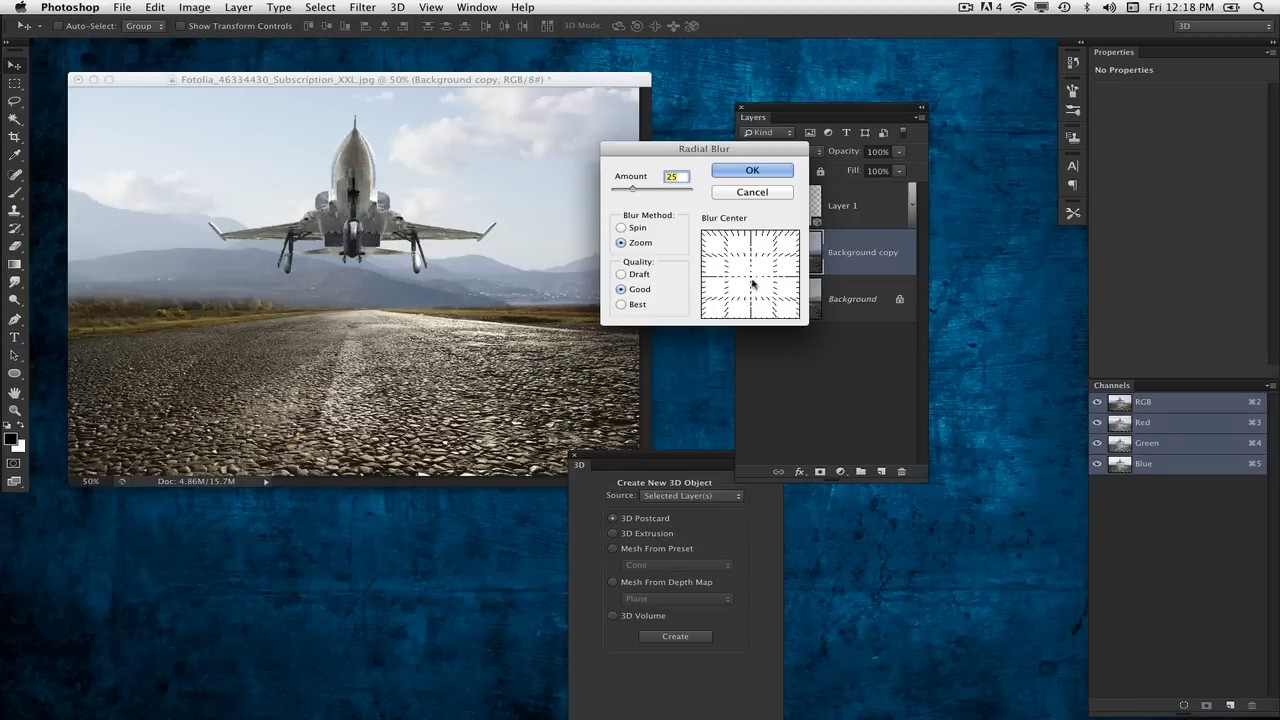 Photoshop File Edit Image Layer Type Select Filter 3D View Window Help 4 Fri 12:18 PM
Auto-Select: Group Show Transform Controls 3D Mode: 3D
Fotolia_46334430_Subscription_XXL.jpg @ 50% (Background copy, RGB/8#) *
50% Doc: 4.86M/15.7M
Radial Blur
Amount 25 OK
Cancel
Blur Method:
Spin
Zoom
Quality:
Draft
Good
Best
Blur Center
Layers
Kind
Opacity: 100%
Fill: 100%
Layer 1
Background copy
Background
fx
3D
Create New 3D Object
Source: Selected Layer(s)
3D Postcard
3D Extrusion
Mesh From Preset
Cone
Mesh From Depth Map
Plane
3D Volume
Create
Properties
No Properties
Channels
RGB ⌘2
Red ⌘3
Green ⌘4
Blue ⌘5